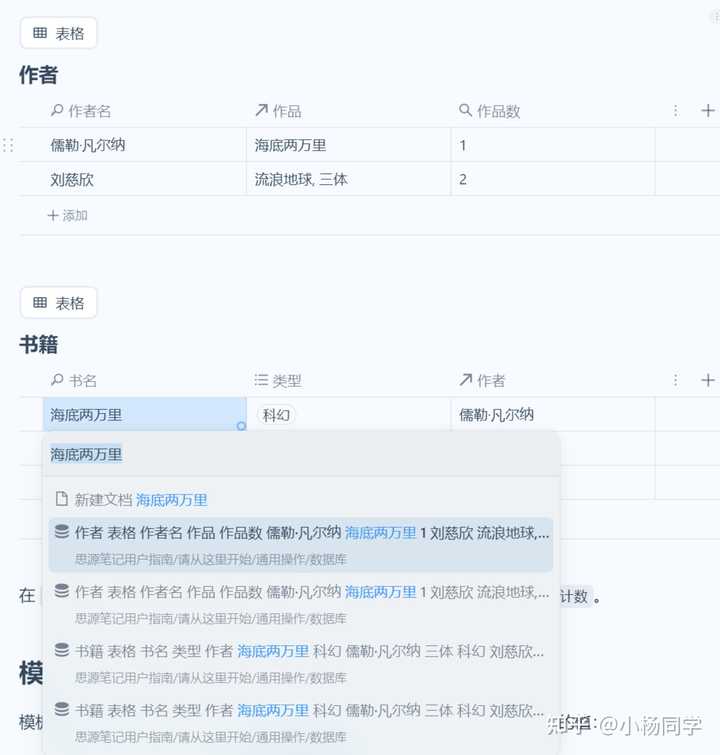 表格
作者
作者名 作品 作品数
儒勒·凡尔纳 海底两万里 1
刘慈欣 流浪地球, 三体 2
添加
表格
书籍
书名 类型 作者
海底两万里 科幻 儒勒·凡尔纳
海底两万里
新建文档 海底两万里
作者 表格 作者名 作品 作品数 儒勒·凡尔纳 海底两万里 1 刘慈欣 流浪地球,...
思源笔记用户指南/请从这里开始/通用操作/数据库
作者 表格 作者名 作品 作品数 儒勒·凡尔纳 海底两万里 1 刘慈欣 流浪地球,...
思源笔记用户指南/请从这里开始/通用操作/数据库
在 计数 。
书籍 表格 书名 类型 作者 海底两万里 科幻 儒勒·凡尔纳 三体 科幻 刘慈欣...
思源笔记用户指南/请从这里开始/通用操作/数据库
模
书籍 表格 书名 类型 作者 海底两万里 科幻 儒勒·凡尔纳 三体 科幻 刘慈欣...
模 的值:
知乎 @小杨同学
思源笔记用户指南/请从这里开始/通用操作/数据库